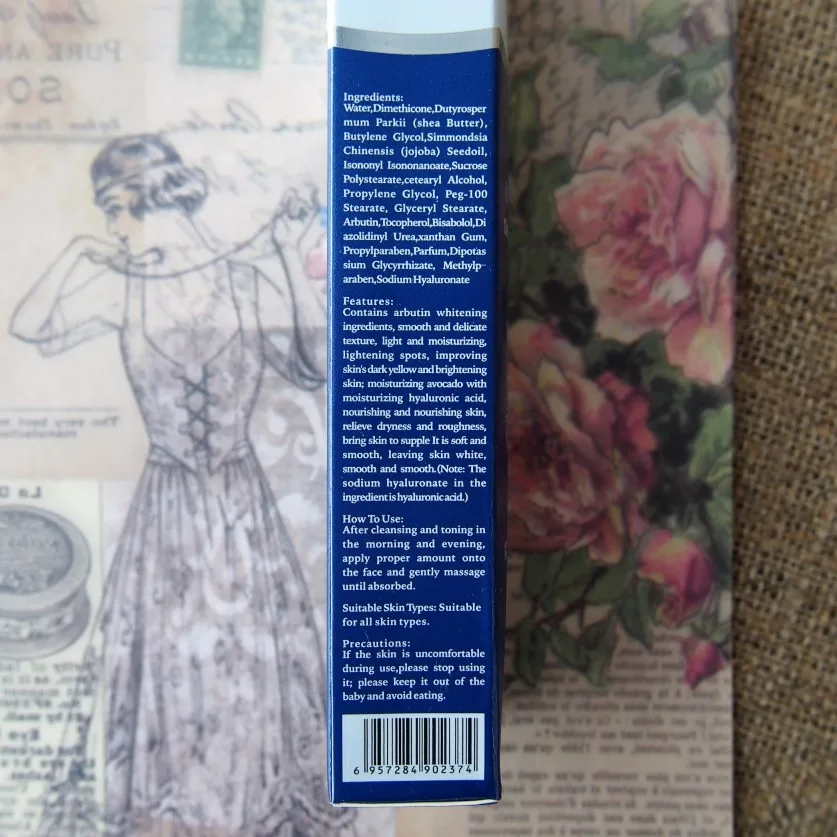 PURE AN
SO
The very best m
La D
Eye
Ingredients:
Water,Dimethicone,Dutyrosper
mum Parkii (shea Butter),
Butylene Glycol,Simmondsia
Chinensis (jojoba) Seedoil,
Isononyl Isononanoate,Sucrose
Polystearate,cetearyl Alcohol,
Propylene Glycol, Peg-100
Stearate, Glyceryl Stearate,
Arbutin,Tocopherol,Bisabolol,Di
azolidinyl Urea,xanthan Gum,
Propylparaben,Parfum,Dipotas
sium Glycyrrhizate, Methylp-
araben,Sodium Hyaluronate
Features:
Contains arbutin whitening
ingredients, smooth and delicate
texture, light and moisturizing,
lightening spots, improving
skin's dark yellow and brightening
skin; moisturizing avocado with
moisturizing hyaluronic acid,
nourishing and nourishing skin,
relieve dryness and roughness,
bring skin to supple It is soft and
smooth, leaving skin white,
smooth and smooth.(Note: The
sodium hyaluronate in the
ingredient is hyaluronic acid.)
How To Use:
After cleansing and toning in
the morning and evening,
apply proper amount onto
the face and gently massage
until absorbed.
Suitable Skin Types: Suitable
for all skin types.
Precautions:
If the skin is uncomfortable
during use,please stop using
it; please keep it out of the
baby and avoid eating.
6 957284 902374